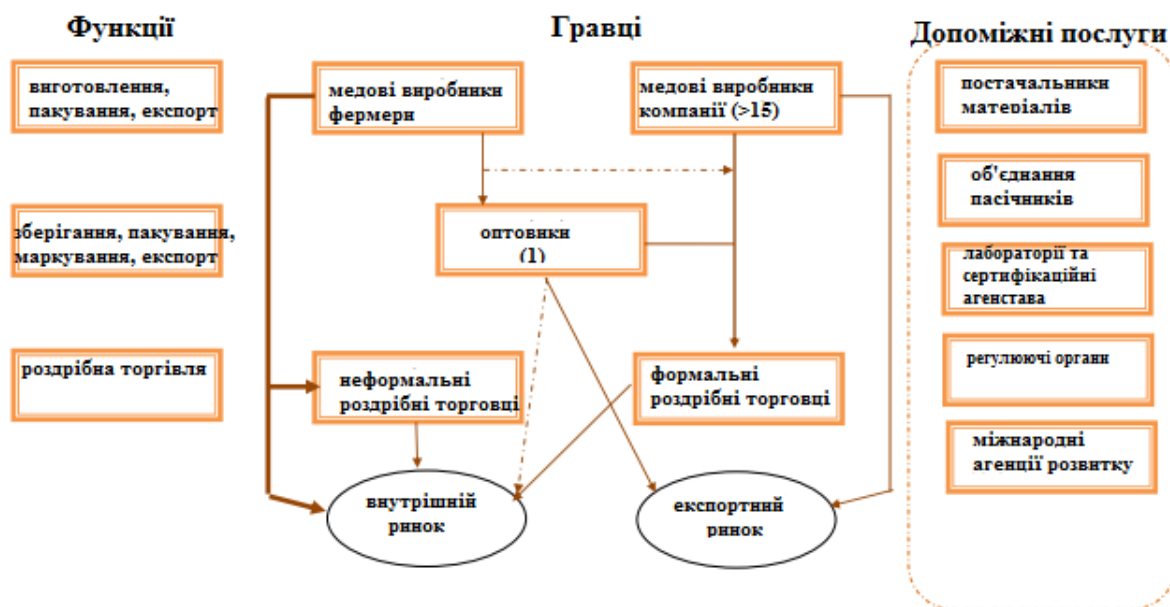 Функції
Гравці
Допоміжні послуги
виготовлення,
пакування, експорт
медові виробники
фермери
медові виробники
компанії (>15)
постачальники
матеріалів
об'єднання
пасічників
зберігання, пакування,
маркування, експорт
оптовики
(1)
лабораторії та
сертифікаційні
агенстава
роздрібна торгівля
неформальні
роздрібні торговці
формальні
роздрібні торговці
регулюючі органи
міжнародні
агенції розвитку
внутрішній
ринок
експортний
ринок